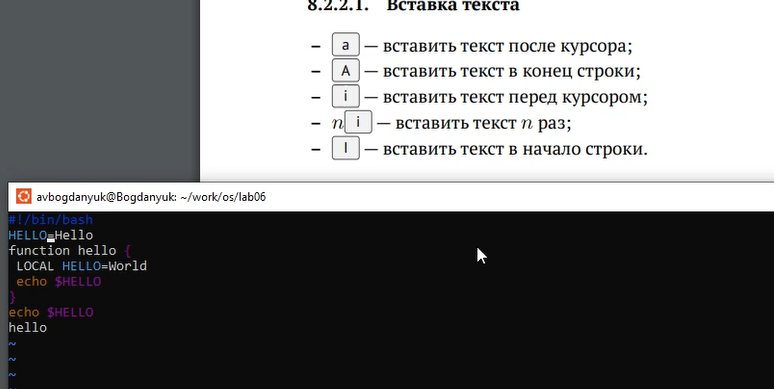 8.2.2.1. Вставка текста
– a — вставить текст после курсора;
– A — вставить текст в конец строки;
– i — вставить текст перед курсором;
– n i — вставить текст n раз;
– I — вставить текст в начало строки.
avbogdanyuk@Bogdanyuk: ~/work/os/lab06
#!/bin/bash
HELLO=Hello
function hello {
LOCAL HELLO=World
echo $HELLO
}
echo $HELLO
hello
~
~
~